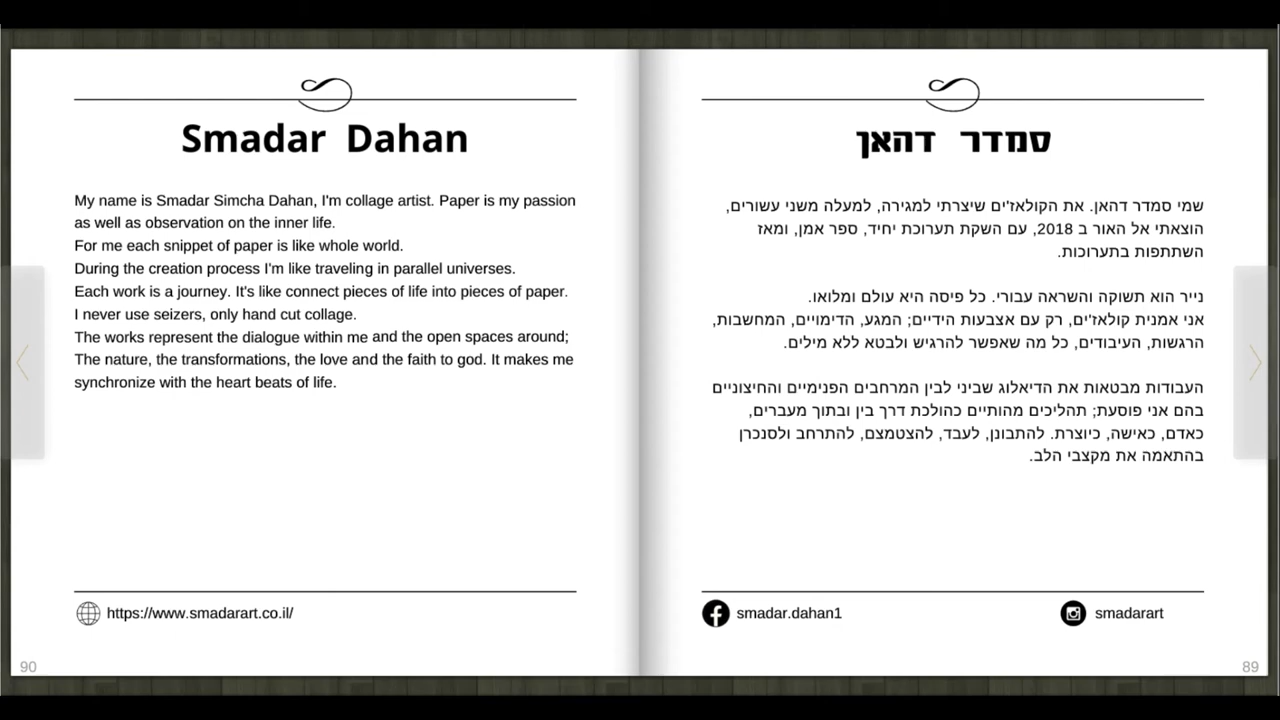 Smadar Dahan
My name is Smadar Simcha Dahan, I'm collage artist. Paper is my passion
as well as observation on the inner life.
For me each snippet of paper is like whole world.
During the creation process I'm like traveling in parallel universes.
Each work is a journey. It's like connect pieces of life into pieces of paper.
I never use seizers, only hand cut collage.
The works represent the dialogue within me and the open spaces around;
The nature, the transformations, the love and the faith to god. It makes me
synchronize with the heart beats of life.
https://www.smadarart.co.il/
90
סמדר דהאן
שמי סמדר דהאן. את הקולאז'ים שיצרתי למגירה, למעלה משני עשורים,
הוצאתי אל האור ב 2018, עם השקת תערוכת יחיד, ספר אמן, ומאז
השתתפות בתערוכות.
נייר הוא תשוקה והשראה עבורי. כל פיסה היא עולם ומלואו.
אני אמנית קולאז'ים, רק עם אצבעות הידיים; המגע, הדימויים, המחשבות,
הרגשות, העיבודים, כל מה שאפשר להרגיש ולבטא ללא מילים.
העבודות מבטאות את הדיאלוג שביני לבין המרחבים הפנימיים והחיצוניים
בהם אני פוסעת; תהליכים מהותיים כהולכת דרך בין ובתוך מעברים,
כאדם, כאישה, כיוצרת. להתבונן, לעבד, להצטמצם, להתרחב ולסנכרן
בהתאמה את מקצבי הלב.
smadar.dahan1
smadarart
89